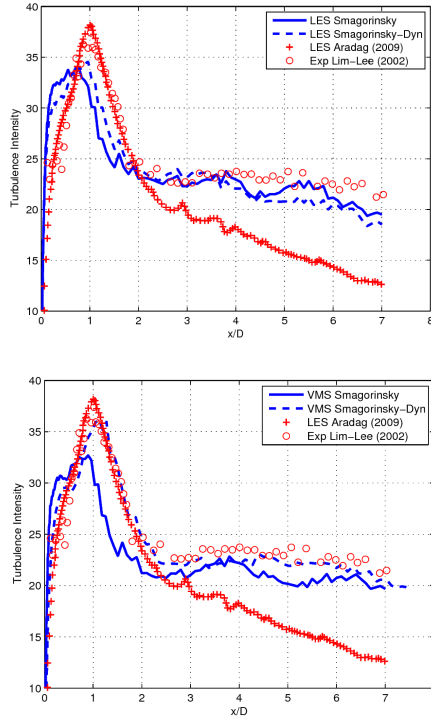 40
35
30
25
20
15
10
Turbulence Intensity
LES Smagorinsky
LES Smagorinsky-Dyn
LES Aradag (2009)
Exp Lim-Lee (2002)
0 1 2 3 4 5 6 7 8
x/D
40
35
30
25
20
15
10
Turbulence Intensity
VMS Smagorinsky
VMS Smagorinsky-Dyn
LES Aradag (2009)
Exp Lim-Lee (2002)
0 1 2 3 4 5 6 7
x/D